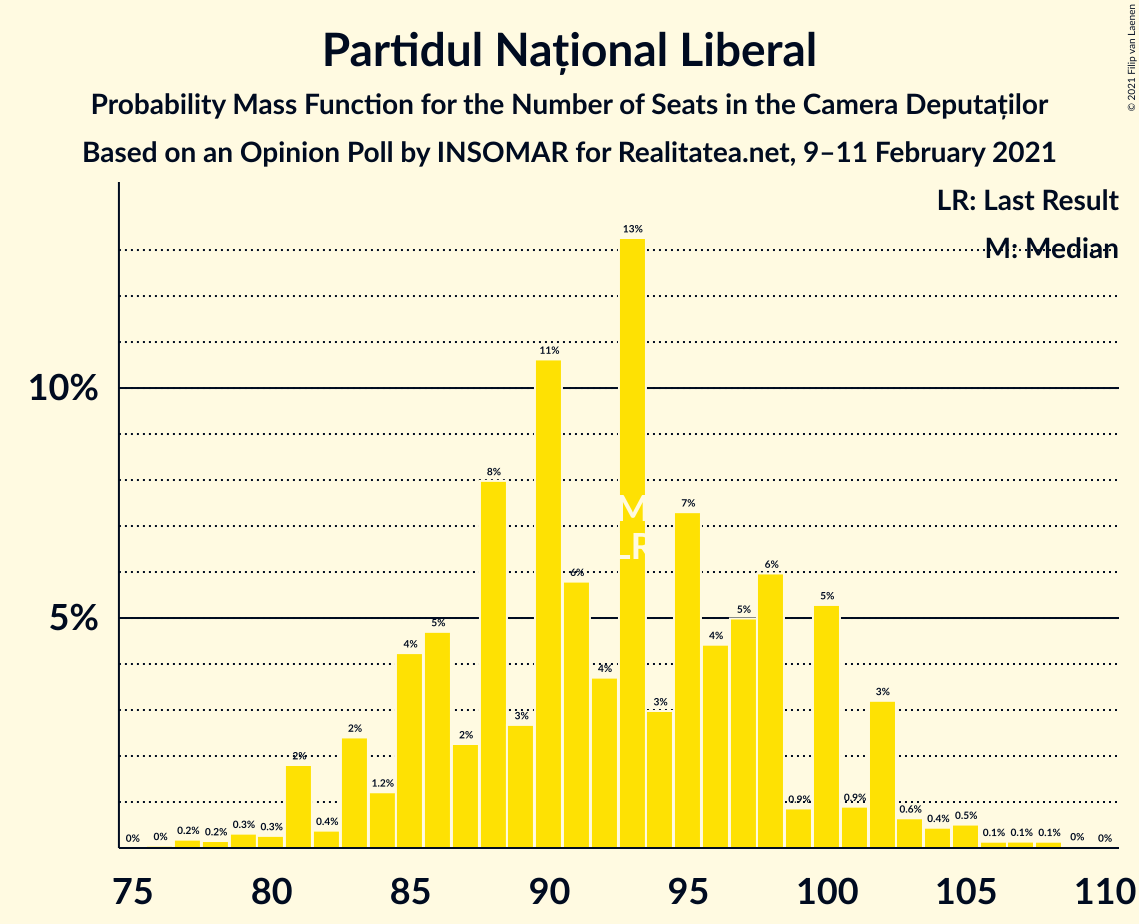 Partidul Național Liberal
Probability Mass Function for the Number of Seats in the Camera Deputaților
Based on an Opinion Poll by INSOMAR for Realitatea.net, 9–11 February 2021
© 2021 Filip van Laenen
LR: Last Result
M: Median
10%
5%
0% 0% 0.2% 0.2% 0.3% 0.3% 2% 0.4% 2% 1.2% 4% 5% 2% 8% 3% 11% 6% 4% 13% 3% 7% 4% 5% 6% 0.9% 5% 0.9% 3% 0.6% 0.4% 0.5% 0.1% 0.1% 0.1% 0% 0%
M
LR
75 80 85 90 95 100 105 110